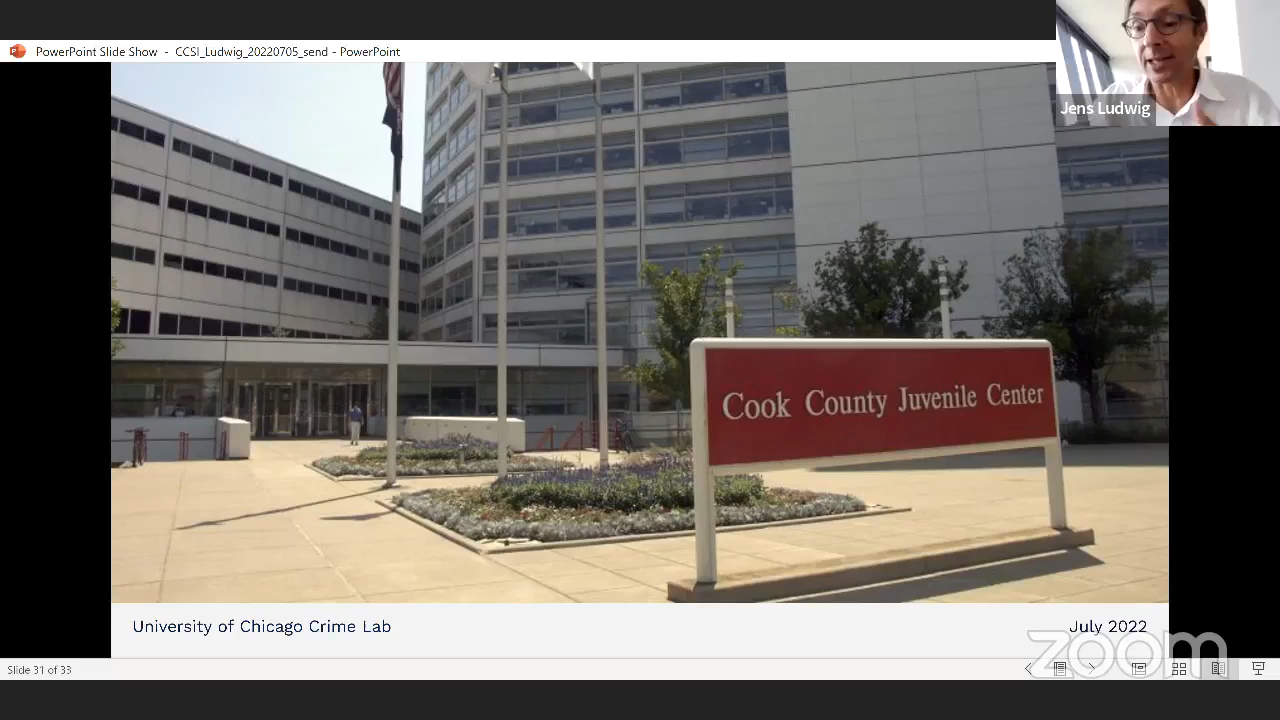 PowerPoint Slide Show - CCSI_Ludwig_20220705_send - PowerPoint
Jens Ludwig
Cook County Juvenile Center
University of Chicago Crime Lab
July 2022
zoom
Slide 31 of 33